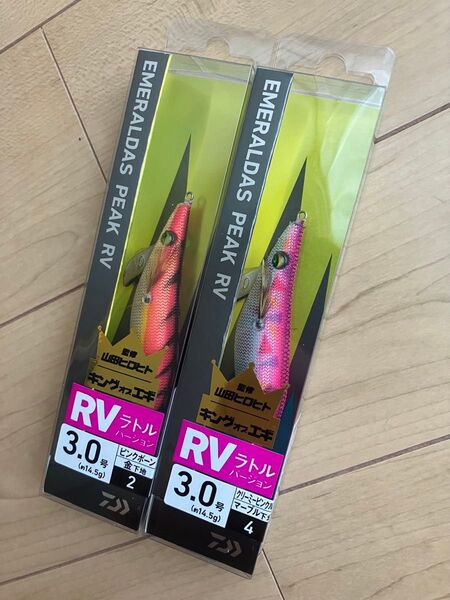 EMERALDAS PEAK RV
監修
山田ヒロヒト
キングオブエギ
RV ラトル
バージョン
3.0号
(約14.5g)
ピンクボーン
金下地
2
EMERALDAS PEAK RV
監修
山田ヒロヒト
キングオブエギ
RV ラトル
バージョン
3.0号
(約14.5g)
クリーミーピンクパ
マーブル下
4